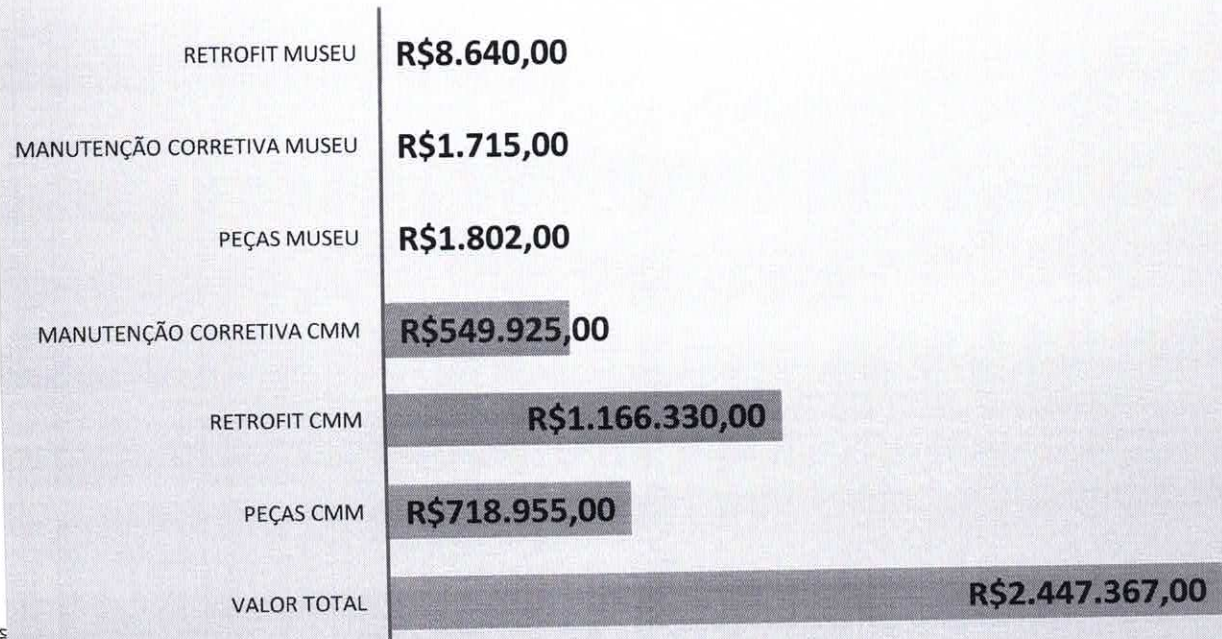 RETROFIT MUSEU R$8.640,00
MANUTENÇÃO CORRETIVA MUSEU R$1.715,00
PEÇAS MUSEU R$1.802,00
MANUTENÇÃO CORRETIVA CMM R$549.925,00
RETROFIT CMM R$1.166.330,00
PEÇAS CMM R$718.955,00
VALOR TOTAL R$2.447.367,00